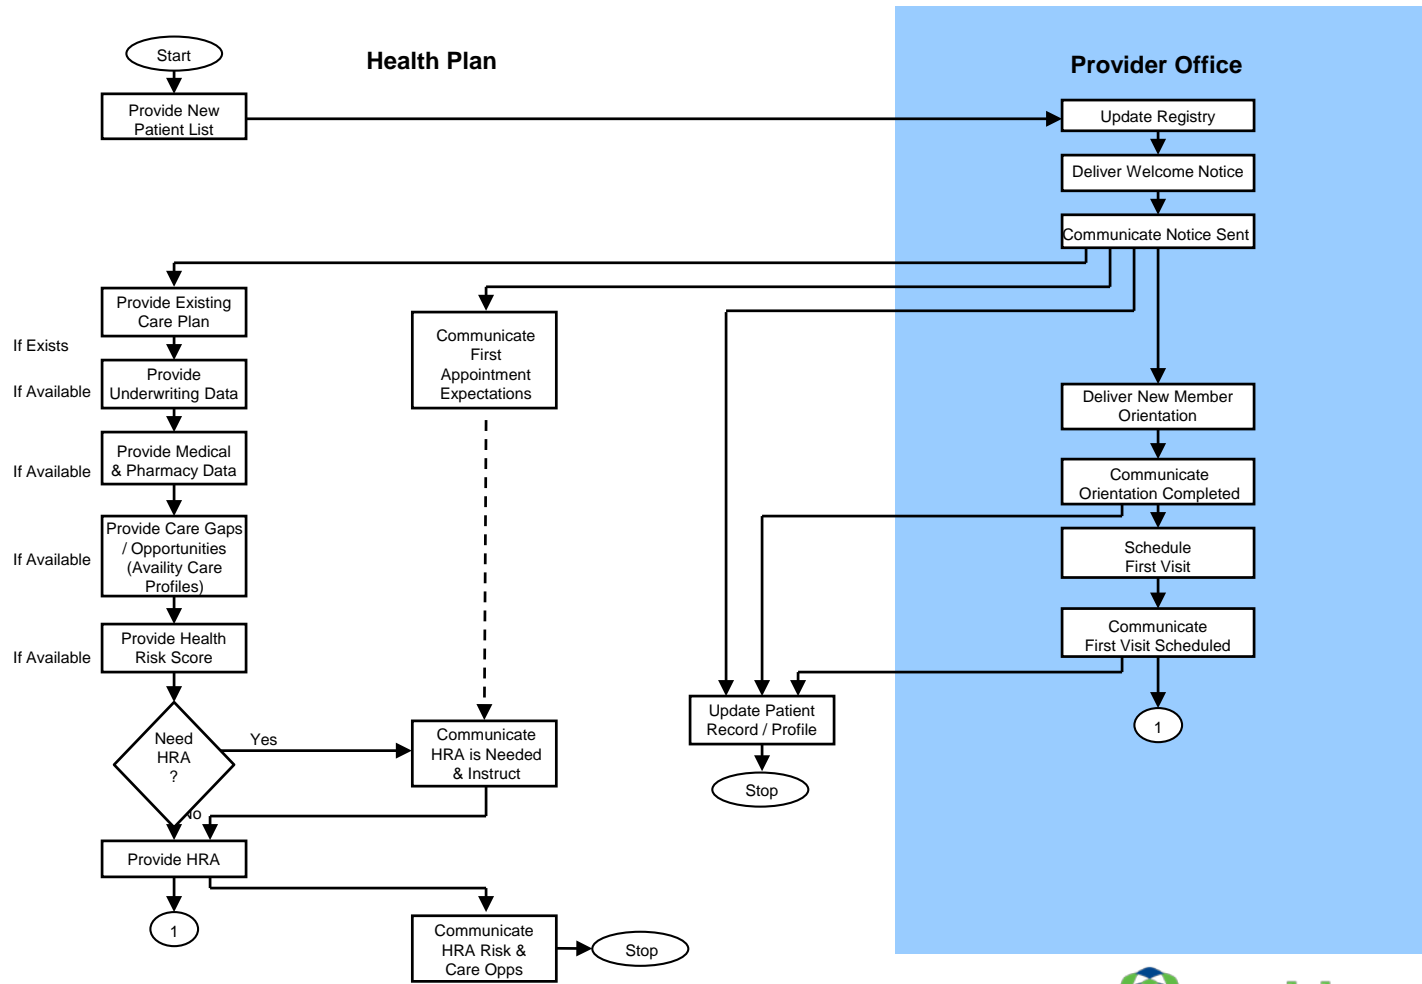 Start
Health Plan
Provider Office
Provide New
Patient List
Update Registry
Deliver Welcome Notice
Communicate Notice Sent
Provide Existing
Care Plan
Communicate
First
Appointment
Expectations
If Exists
Provide
Underwriting Data
If Available
Deliver New Member
Orientation
Provide Medical
& Pharmacy Data
If Available
Communicate
Orientation Completed
Provide Care Gaps
/ Opportunities
(Availity Care
Profiles)
If Available
Schedule
First Visit
Provide Health
Risk Score
If Available
Communicate
First Visit Scheduled
Need
HRA
?
Yes
No
Communicate
HRA is Needed
& Instruct
Update Patient
Record / Profile
1
Stop
Provide HRA
1
Communicate
HRA Risk &
Care Opps
Stop